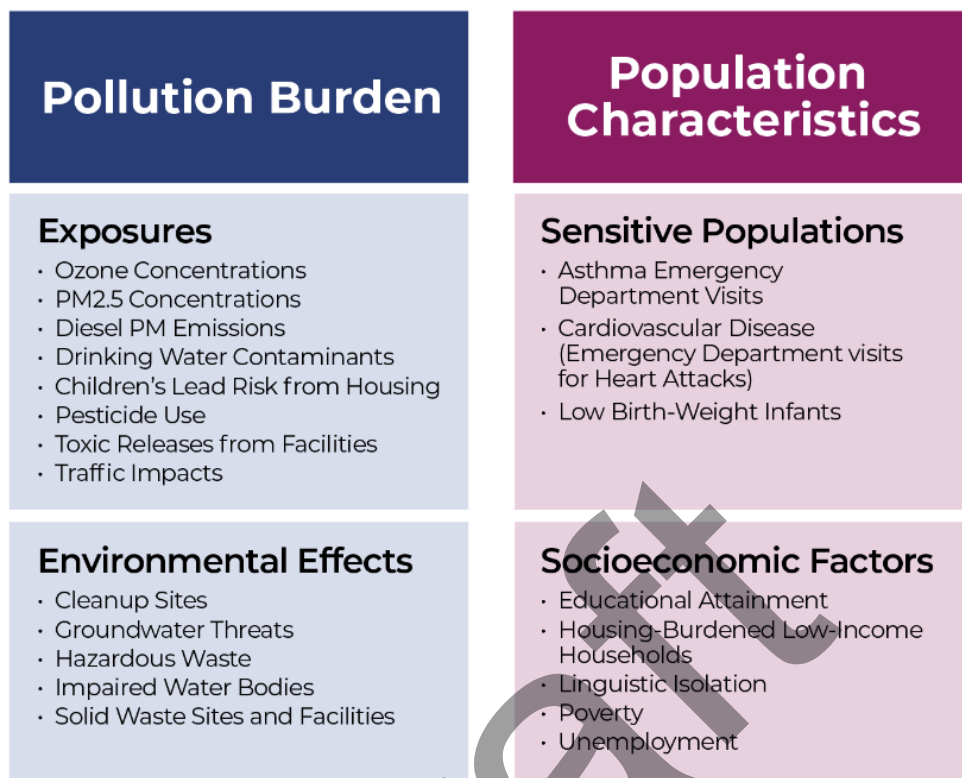 Pollution Burden
Exposures
· Ozone Concentrations
· PM2.5 Concentrations
· Diesel PM Emissions
· Drinking Water Contaminants
· Children’s Lead Risk from Housing
· Pesticide Use
· Toxic Releases from Facilities
· Traffic Impacts
Environmental Effects
· Cleanup Sites
· Groundwater Threats
· Hazardous Waste
· Impaired Water Bodies
· Solid Waste Sites and Facilities
Population
Characteristics
Sensitive Populations
· Asthma Emergency
Department Visits
· Cardiovascular Disease
(Emergency Department visits
for Heart Attacks)
· Low Birth-Weight Infants
Socioeconomic Factors
· Educational Attainment
· Housing-Burdened Low-Income
Households
· Linguistic Isolation
· Poverty
· Unemployment